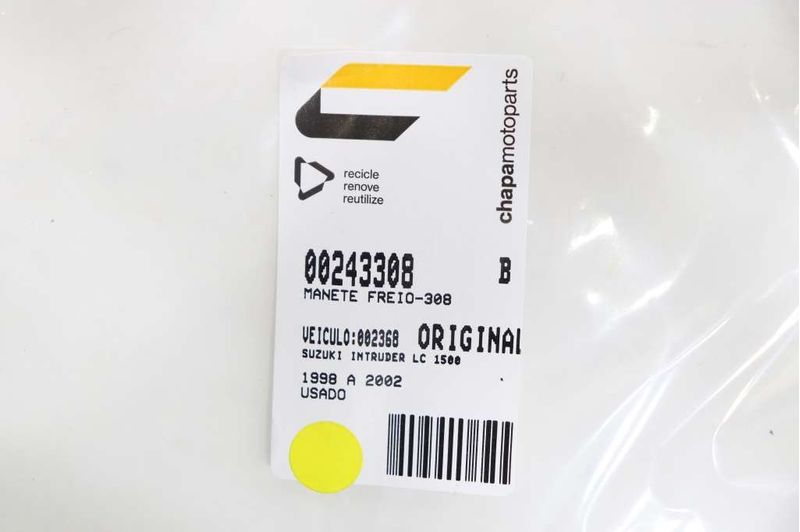 chapamotoparts
recicle
renove
reutilize
00243308 B
MANETE FREIO-308
VEICULO:002368 ORIGINAL
SUZUKI INTRUDER LC 1500
1998 A 2002
USADO